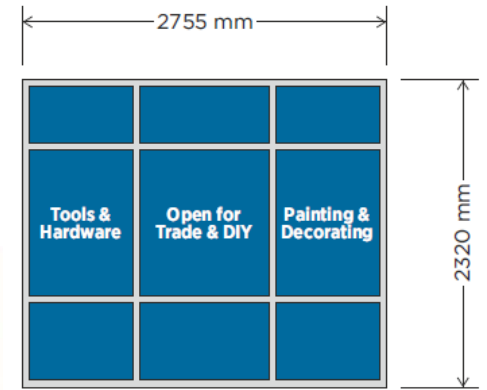 2755 mm
Tools &
Hardware
Open for
Trade & DIY
Painting &
Decorating
2320 mm